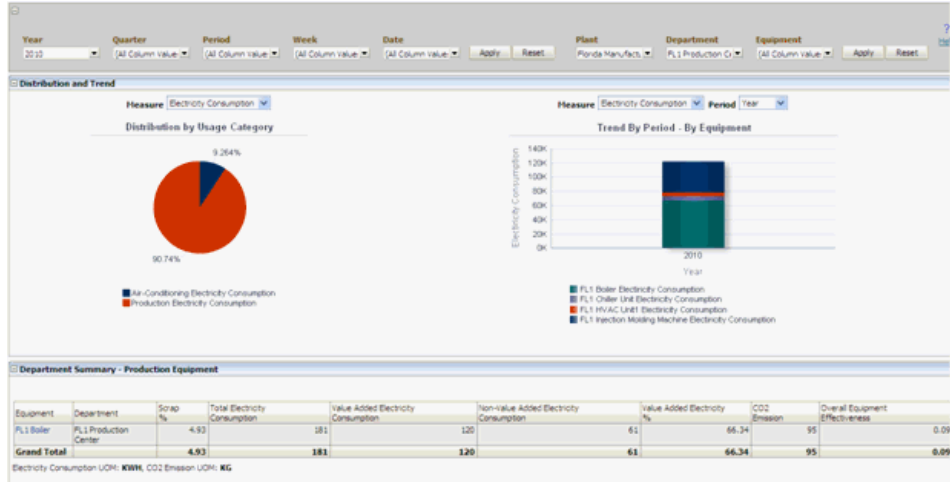 Year Quarter Period Week Date Plant Department Equipment
2010 (All Column Value (All Column Value (All Column Value (All Column Value Apply Reset Florida Manufact. FL1 Production (All Column Value Apply Reset
Distribution and Trend
Measure Electricity Consumption Measure Electricity Consumption Period Year
Distribution by Usage Category
9.264%
90.74%
Air-Conditioning Electricity Consumption
Production Electricity Consumption
Trend By Period - By Equipment
Electricity Consumption
140K
120K
100K
80K
60K
40K
20K
0K
2010
Year
FL1 Boiler Electricity Consumption
FL1 Chiller Unit Electricity Consumption
FL1 HVAC Unit1 Electricity Consumption
FL1 Injection Molding Machine Electricity Consumption
Department Summary - Production Equipment
Equipment Department Scrap % Total Electricity Consumption Value Added Electricity Consumption Non-Value Added Electricity Consumption Value Added Electricity % CO2 Emission Overall Equipment Effectiveness
FL1 Boiler FL1 Production Center 4.93 181 120 61 66.34 95 0.09
Grand Total 4.93 181 120 61 66.34 95 0.09
Electricity Consumption UOM: KWH, CO2 Emission UOM: KG